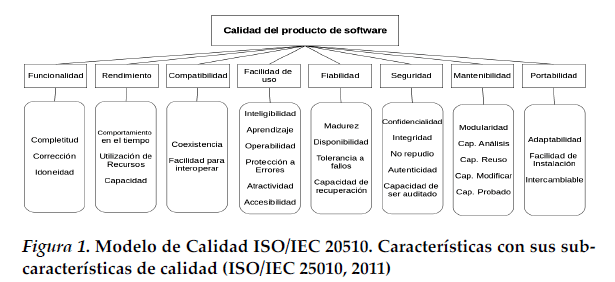 Calidad del producto de software
Funcionalidad
Rendimiento
Compatibilidad
Facilidad de
uso
Fiabilidad
Seguridad
Mantenibilidad
Portabilidad
Completitud
Corrección
Idoneidad
Comportamiento
en el tiempo
Utilización de
Recursos
Capacidad
Coexistencia
Facilidad para
interoperar
Inteligibilidad
Aprendizaje
Operabilidad
Protección a
Errores
Atractividad
Accesibilidad
Madurez
Disponibilidad
Tolerancia a
fallos
Capacidad de
recuperación
Confidencialidad
Integridad
No repudio
Autenticidad
Capacidad de
ser auditado
Modularidad
Cap. Análisis
Cap. Reuso
Cap. Modificar
Cap. Probado
Adaptabilidad
Facilidad de
Instalación
Intercambiable
Figura 1. Modelo de Calidad ISO/IEC 20510. Características con sus sub-
características de calidad (ISO/IEC 25010, 2011)